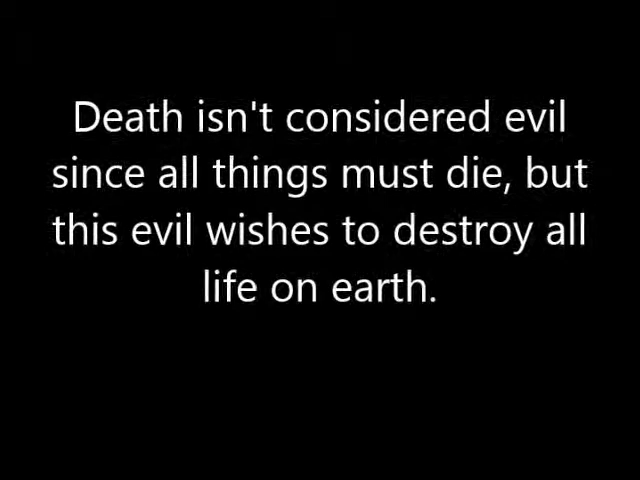 Death isn't considered evil
since all things must die, but
this evil wishes to destroy all
life on earth.